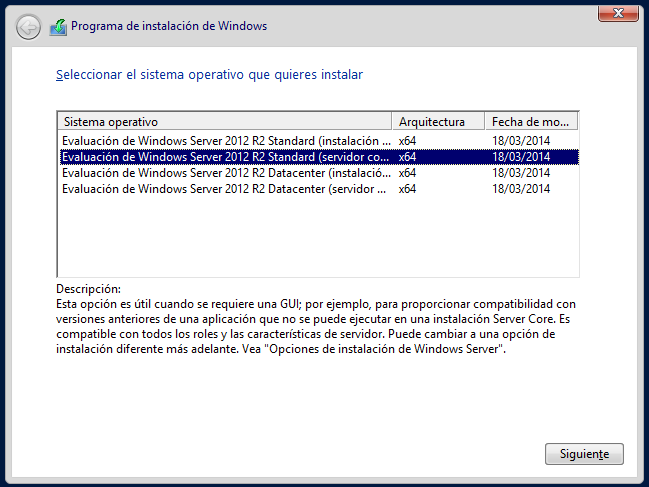 Programa de instalación de Windows
Seleccionar el sistema operativo que quieres instalar
Sistema operativo Arquitectura Fecha de mo...
Evaluación de Windows Server 2012 R2 Standard (instalación ... x64 18/03/2014
Evaluación de Windows Server 2012 R2 Standard (servidor co... x64 18/03/2014
Evaluación de Windows Server 2012 R2 Datacenter (instalació... x64 18/03/2014
Evaluación de Windows Server 2012 R2 Datacenter (servidor ... x64 18/03/2014
Descripción:
Esta opción es útil cuando se requiere una GUI; por ejemplo, para proporcionar compatibilidad con
versiones anteriores de una aplicación que no se puede ejecutar en una instalación Server Core. Es
compatible con todos los roles y las características de servidor. Puede cambiar a una opción de
instalación diferente más adelante. Vea "Opciones de instalación de Windows Server".
Siguiente